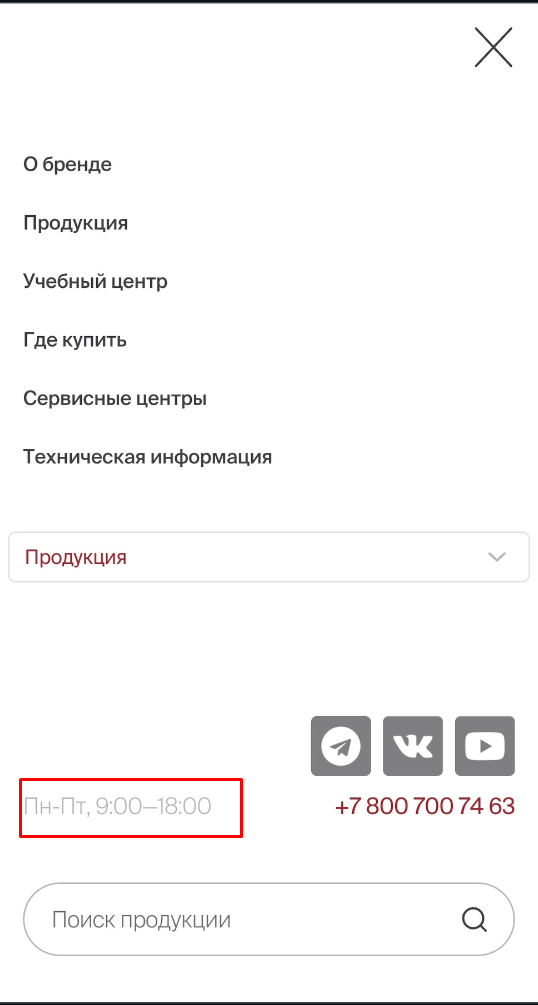 О бренде
Продукция
Учебный центр
Где купить
Сервисные центры
Техническая информация
Продукция
Пн-Пт, 9:00—18:00
+7 800 700 74 63
Поиск продукции